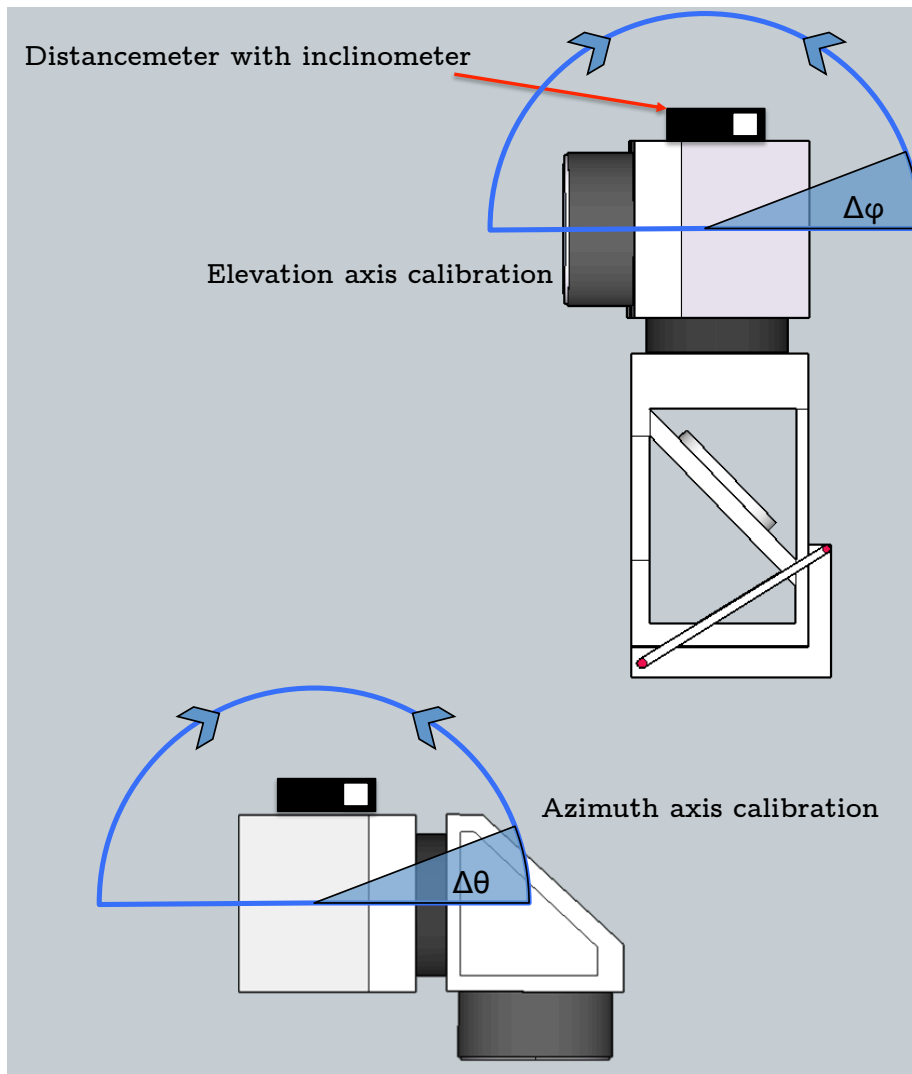 Distancemeter with inclinometer
Δφ
Elevation axis calibration
Azimuth axis calibration
Δθ